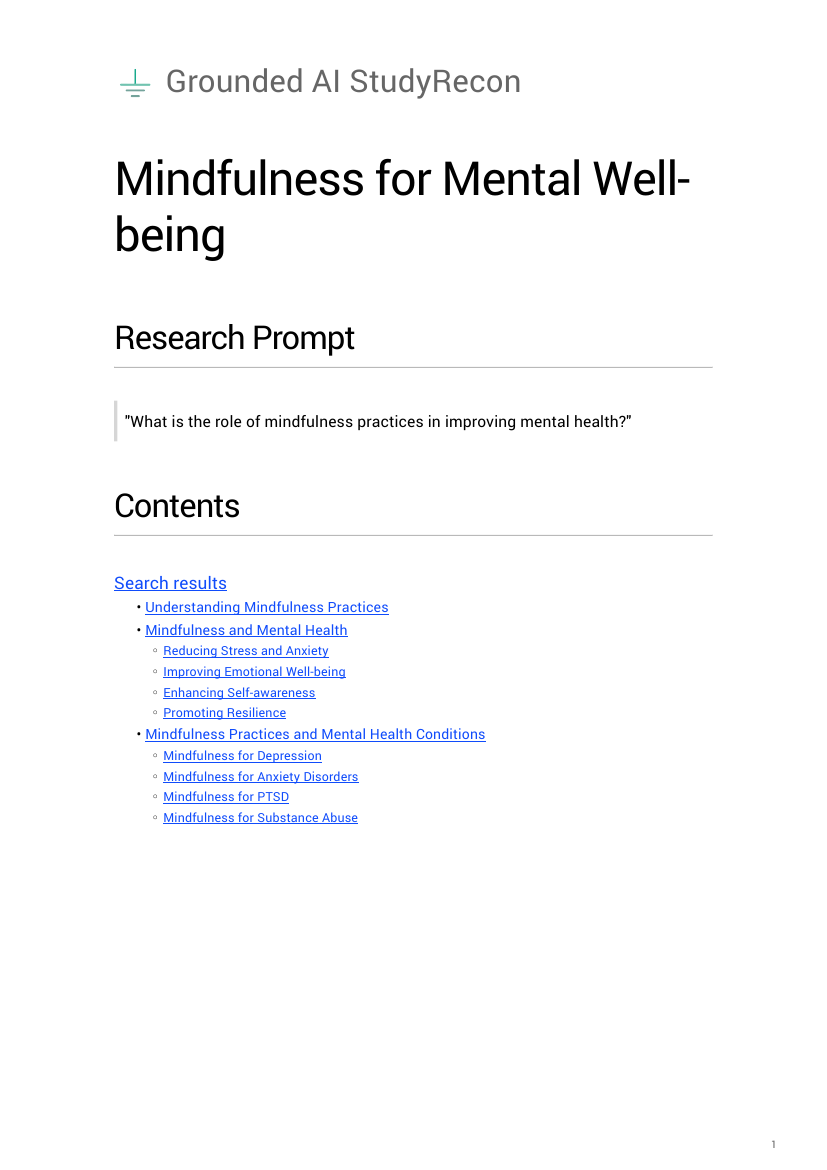 Grounded AI StudyRecon
Mindfulness for Mental Well-
being
Research Prompt
"What is the role of mindfulness practices in improving mental health?"
Contents
Search results
• Understanding Mindfulness Practices
• Mindfulness and Mental Health
◦ Reducing Stress and Anxiety
◦ Improving Emotional Well-being
◦ Enhancing Self-awareness
◦ Promoting Resilience
• Mindfulness Practices and Mental Health Conditions
◦ Mindfulness for Depression
◦ Mindfulness for Anxiety Disorders
◦ Mindfulness for PTSD
◦ Mindfulness for Substance Abuse
1